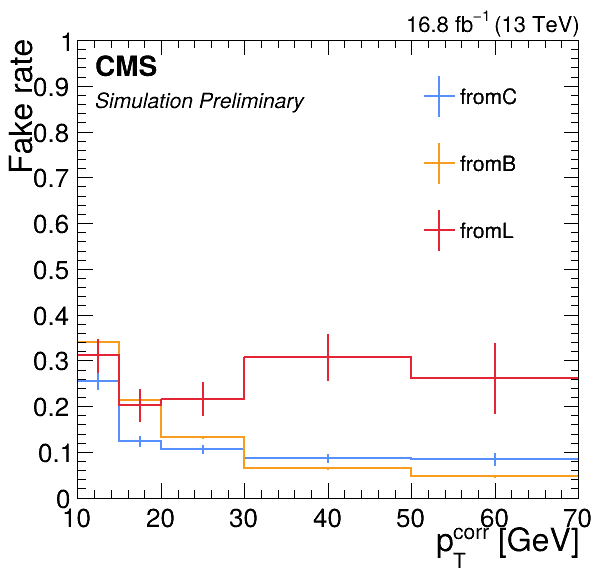 16.8 fb⁻¹ (13 TeV)
CMS
Simulation Preliminary
Fake rate
fromC
fromB
fromL
1
0.9
0.8
0.7
0.6
0.5
0.4
0.3
0.2
0.1
0
10 20 30 40 50 60 70
p_T^corr [GeV]